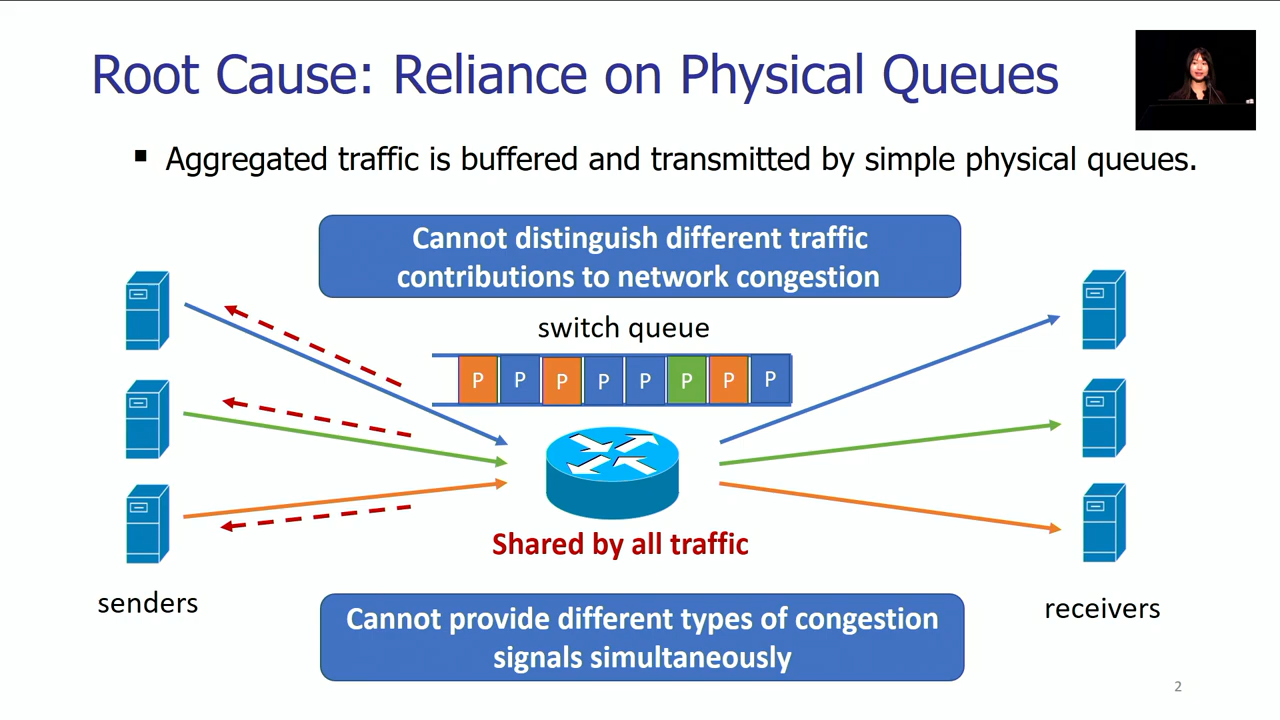 Root Cause: Reliance on Physical Queues
▪ Aggregated traffic is buffered and transmitted by simple physical queues.
Cannot distinguish different traffic
contributions to network congestion
switch queue
P P P P P P P P
Shared by all traffic
senders
receivers
Cannot provide different types of congestion
signals simultaneously
2